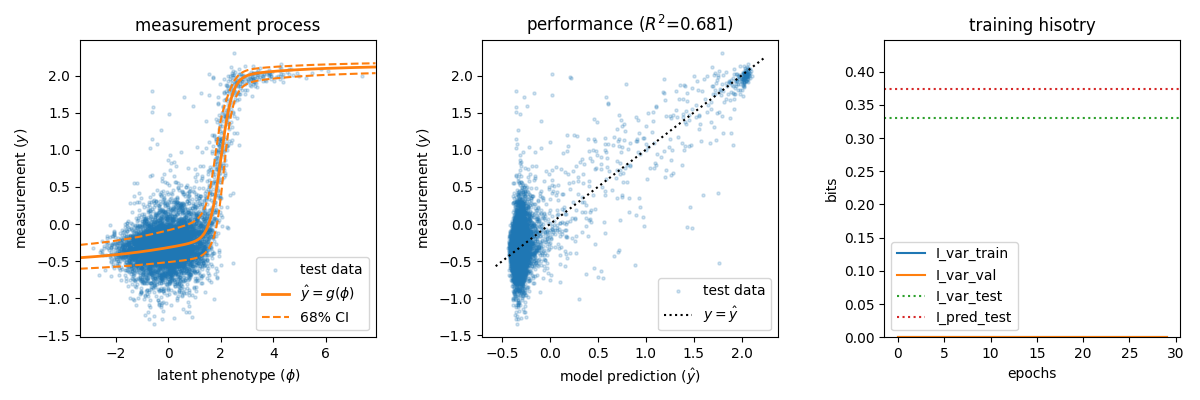 measurement process
measurement (y)
2.0
1.5
1.0
0.5
0.0
−0.5
−1.0
−1.5
−2
0
2
4
6
latent phenotype (ϕ)
test data
ŷ = g(ϕ)
68% CI
performance (R²=0.681)
measurement (y)
2.0
1.5
1.0
0.5
0.0
−0.5
−1.0
−1.5
−0.5
0.0
0.5
1.0
1.5
2.0
model prediction (ŷ)
test data
y = ŷ
training hisotry
bits
0.40
0.35
0.30
0.25
0.20
0.15
0.10
0.05
0.00
0
5
10
15
20
25
30
epochs
I_var_train
I_var_val
I_var_test
I_pred_test